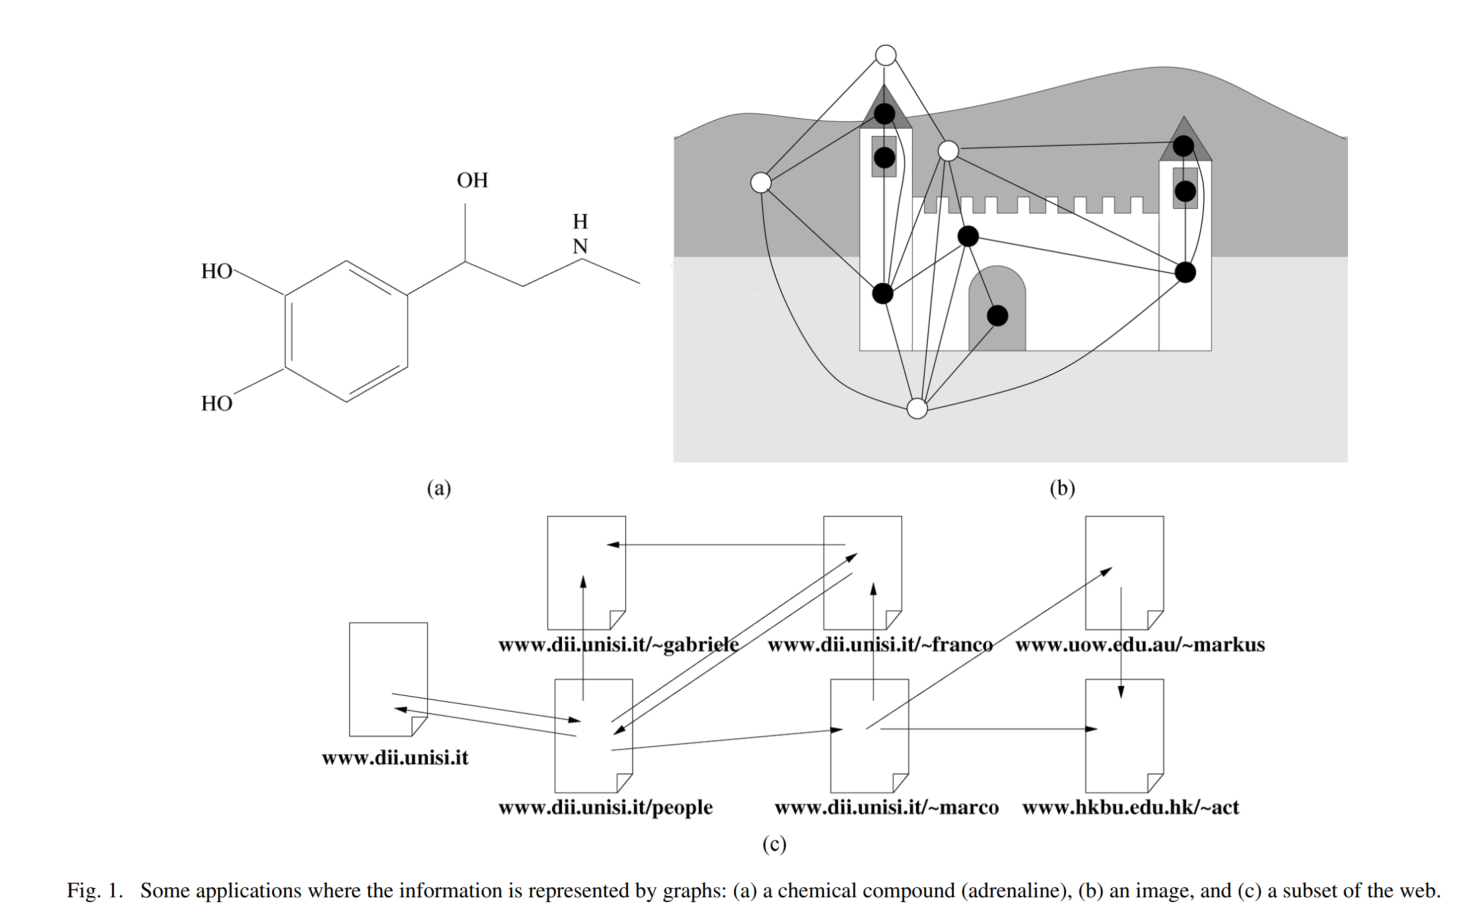 OH
H
N
HO
HO
(a)
(b)
www.dii.unisi.it/~gabriele
www.dii.unisi.it/~franco
www.uow.edu.au/~markus
www.dii.unisi.it
www.dii.unisi.it/people
www.dii.unisi.it/~marco
www.hkbu.edu.hk/~act
(c)
Fig. 1. Some applications where the information is represented by graphs: (a) a chemical compound (adrenaline), (b) an image, and (c) a subset of the web.